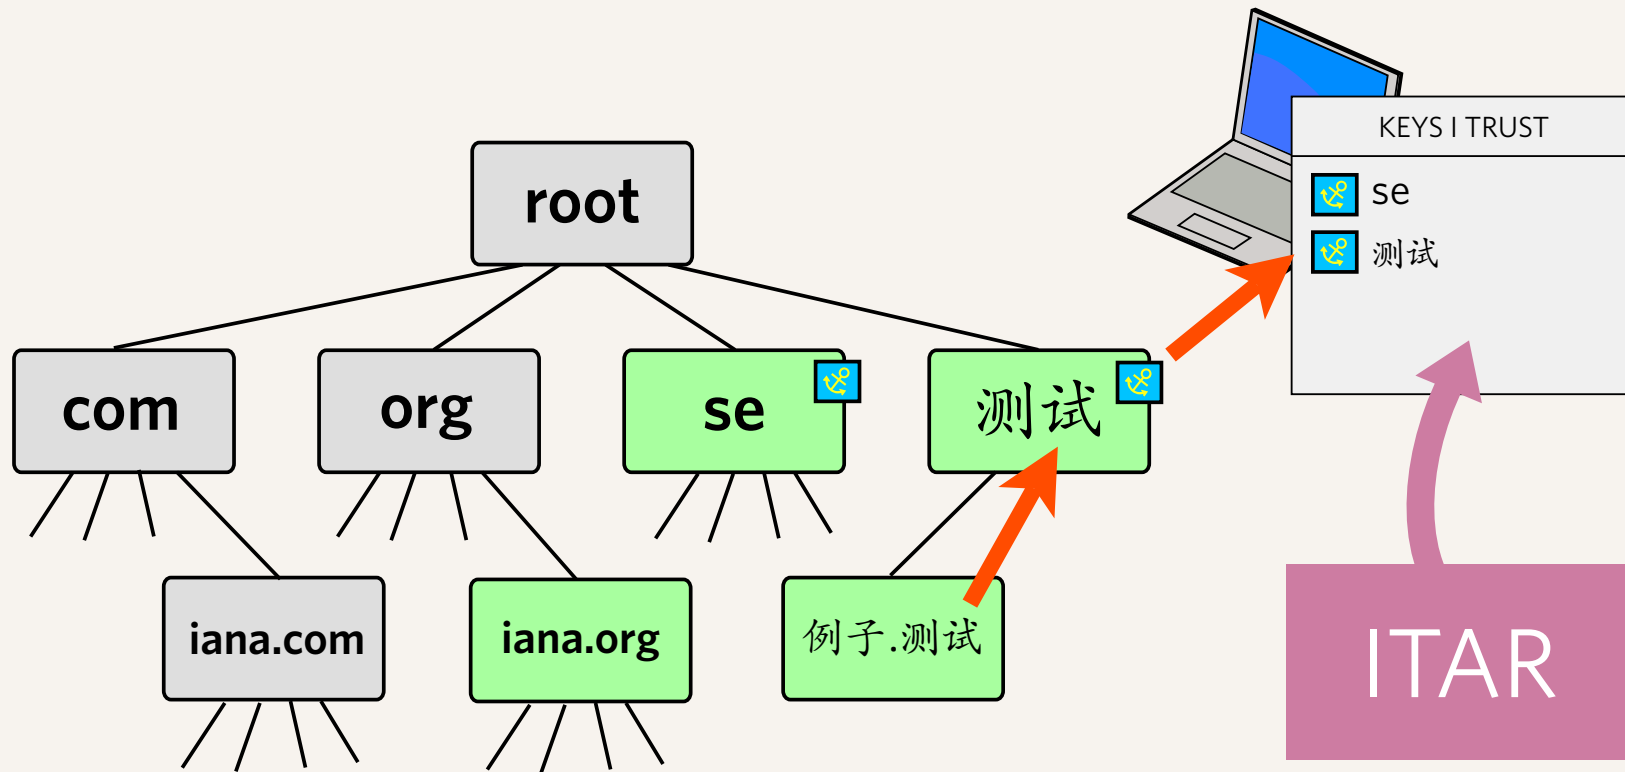 KEYS I TRUST
se
测试
root
com
org
se
测试
iana.com
iana.org
例子.测试
ITAR